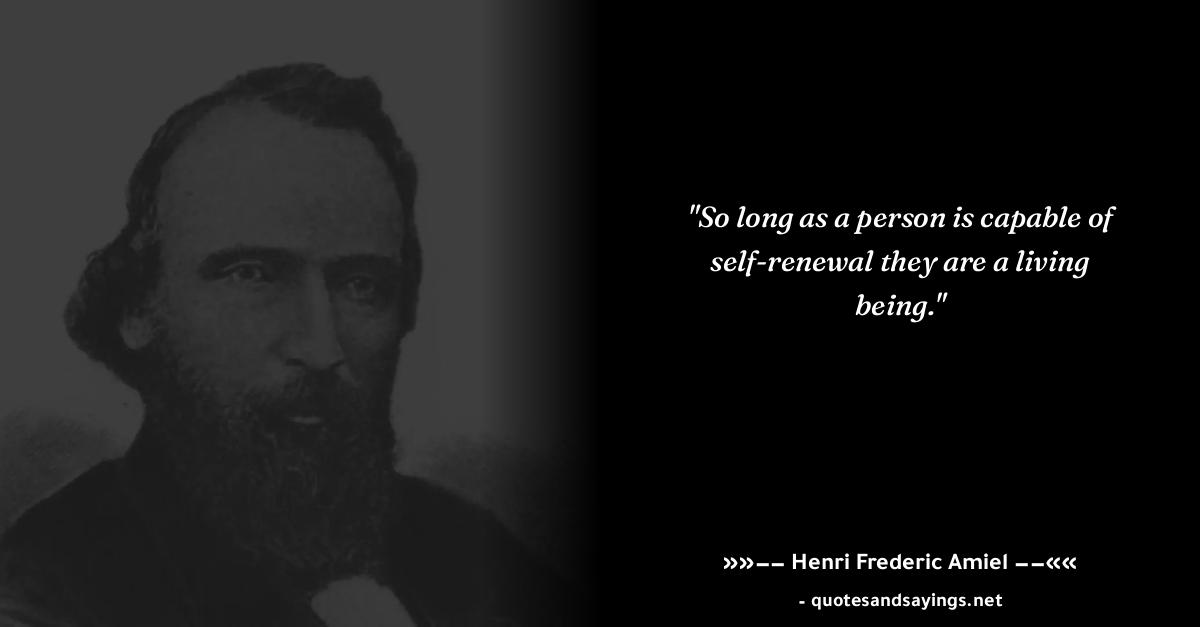 "So long as a person is capable of
self-renewal they are a living
being."
»»−− Henri Frederic Amiel −−««
- quotesandsayings.net